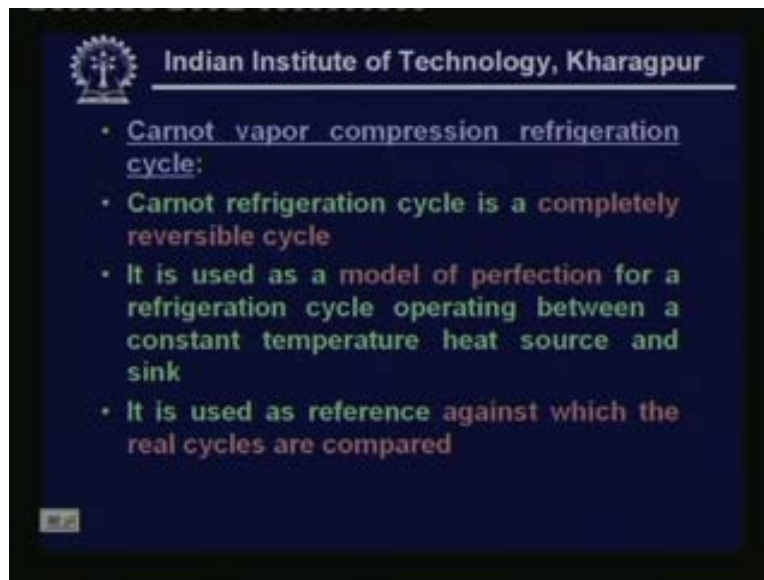 Indian Institute of Technology, Kharagpur
• Carnot vapor compression refrigeration
cycle:
• Carnot refrigeration cycle is a completely
reversible cycle
• It is used as a model of perfection for a
refrigeration cycle operating between a
constant temperature heat source and
sink
• It is used as reference against which the
real cycles are compared